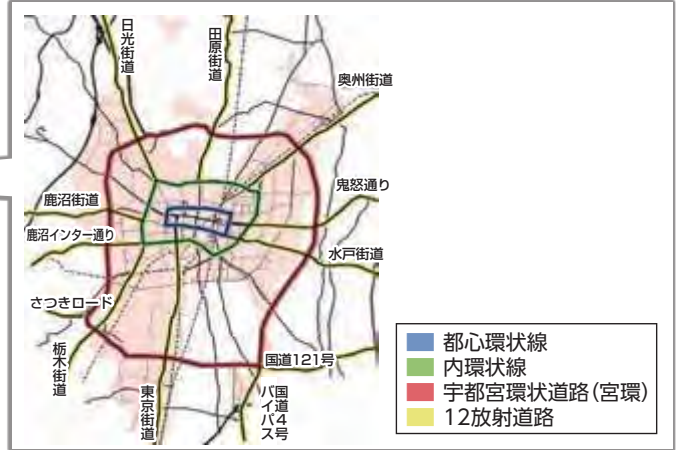 日光街道
田原街道
奥州街道
鬼怒通り
鹿沼街道
鹿沼インター通り
水戸街道
さつきロード
栃木街道
東京街道
国道121号
国道4号
バイパス
都心環状線
内環状線
宇都宮環状道路(宮環)
12放射道路